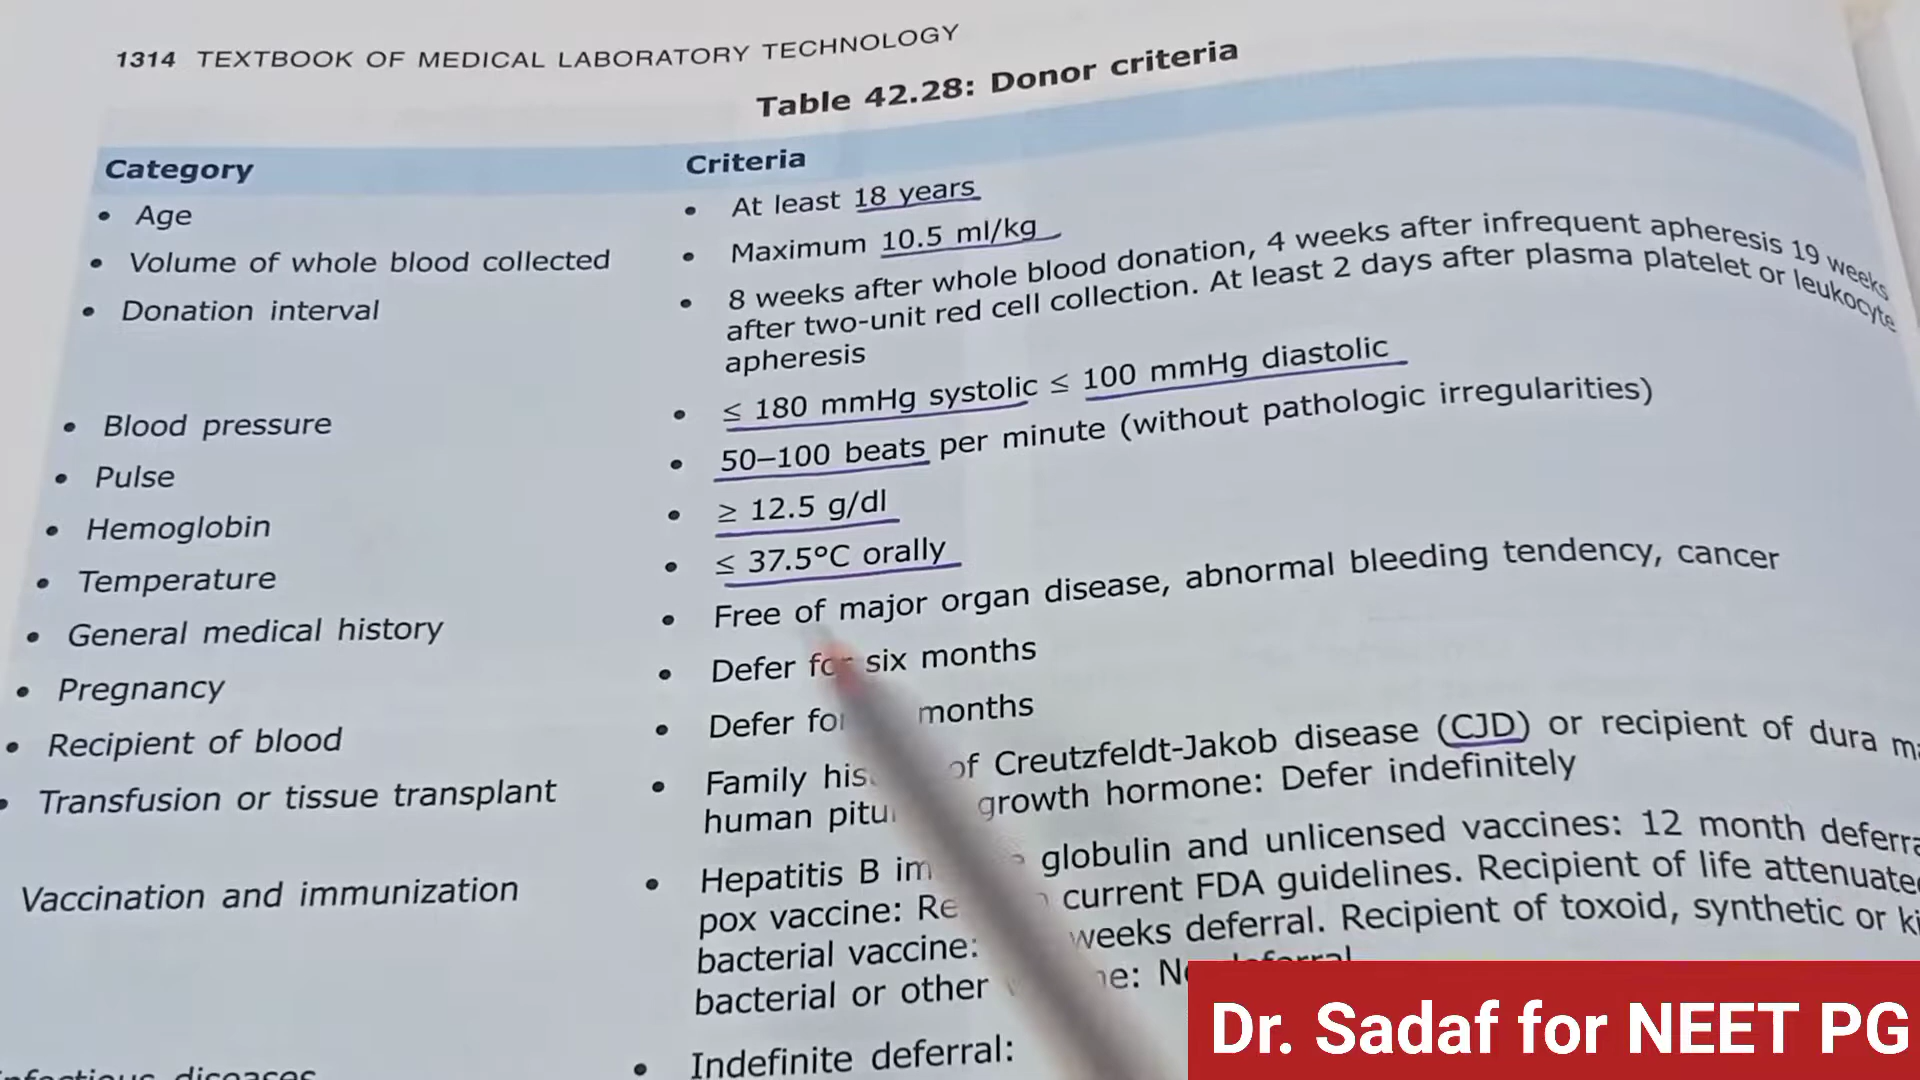 1314 TEXTBOOK OF MEDICAL LABORATORY TECHNOLOGY
Table 42.28: Donor criteria
Category Criteria
• Age • At least 18 years
• Volume of whole blood collected • Maximum 10.5 ml/kg
• Donation interval • 8 weeks after whole blood donation, 4 weeks after infrequent apheresis 19 weeks
after two-unit red cell collection. At least 2 days after plasma platelet or leukocyte
apheresis
• Blood pressure • ≤ 180 mmHg systolic ≤ 100 mmHg diastolic
• Pulse • 50–100 beats per minute (without pathologic irregularities)
• Hemoglobin • ≥ 12.5 g/dl
• Temperature • ≤ 37.5°C orally
• General medical history • Free of major organ disease, abnormal bleeding tendency, cancer
• Pregnancy • Defer for six months
• Recipient of blood • Defer for months
• Transfusion or tissue transplant • Family of Creutzfeldt-Jakob disease (CJD) or recipient of dura
human growth hormone: Defer indefinitely
Vaccination and immunization • Hepatitis B globulin and unlicensed vaccines: 12 month
pox vaccine: current FDA guidelines. Recipient of life
bacterial vaccine: weeks deferral. Recipient of toxoid, synthetic or
bacterial or other
• Indefinite deferral:
Dr. Sadaf for NEET PG